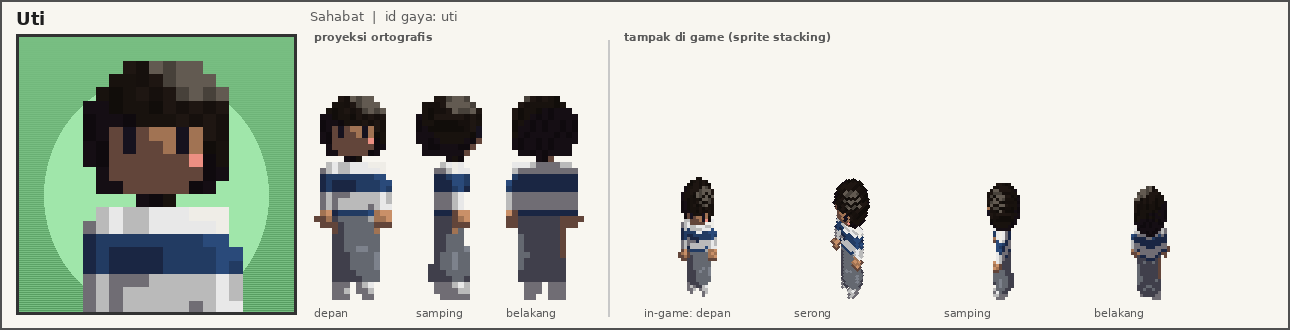 Uti
Sahabat | id gaya: uti
proyeksi ortografis
tampak di game (sprite stacking)
depan
samping
belakang
in-game: depan
serong
samping
belakang